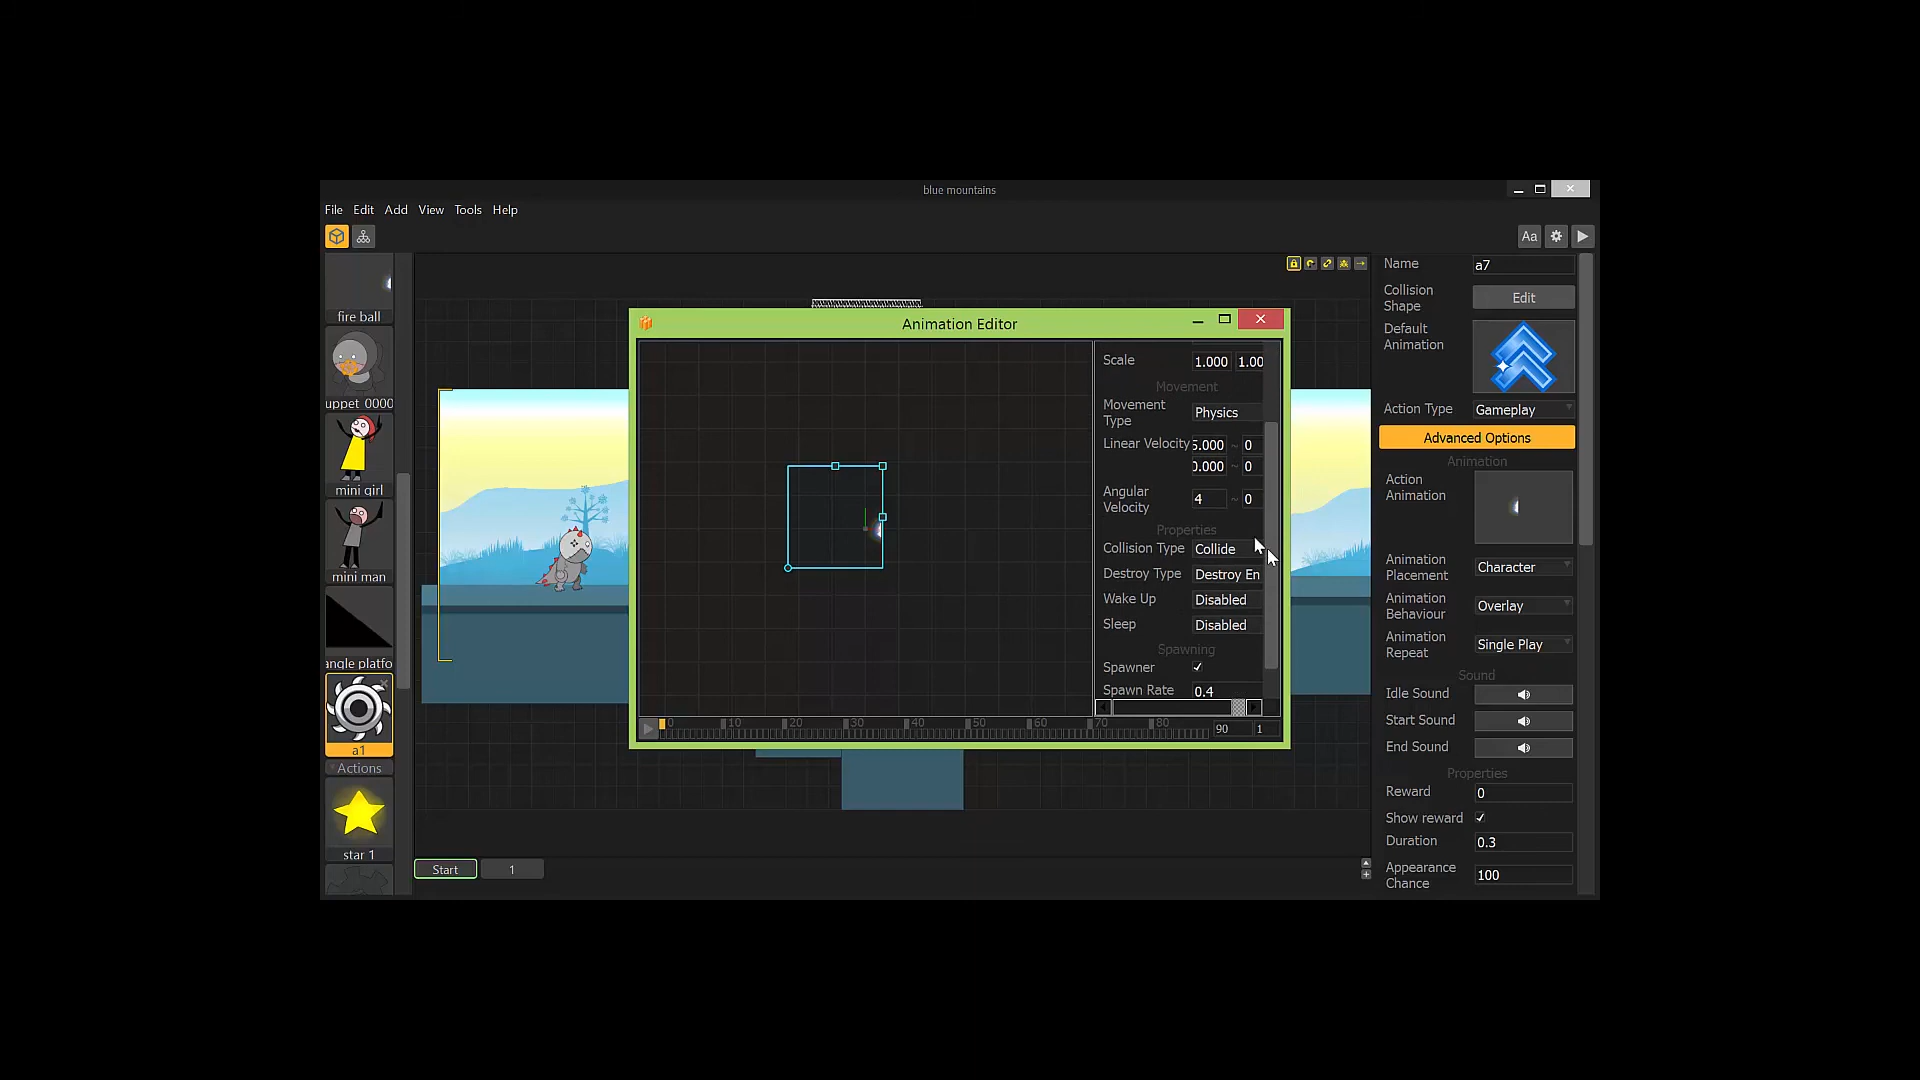 blue mountains
File Edit Add View Tools Help
Aa
fire ball
uppet_0000
mini girl
mini man
angle platfo
a1
Actions
star 1
Start 1
Animation Editor
Scale 1.000 1.00
Movement
Movement Type Physics
Linear Velocity 5.000 ~ 0
0.000 ~ 0
Angular Velocity 4 ~ 0
Properties
Collision Type Collide
Destroy Type Destroy En
Wake Up Disabled
Sleep Disabled
Spawning
Spawner
Spawn Rate 0.4
0 10 20 30 40 50 60 70 80 90 1
Name a7
Collision Shape Edit
Default Animation
Action Type Gameplay
Advanced Options
Animation
Action Animation
Animation Placement Character
Animation Behaviour Overlay
Animation Repeat Single Play
Sound
Idle Sound
Start Sound
End Sound
Properties
Reward 0
Show reward
Duration 0.3
Appearance Chance 100